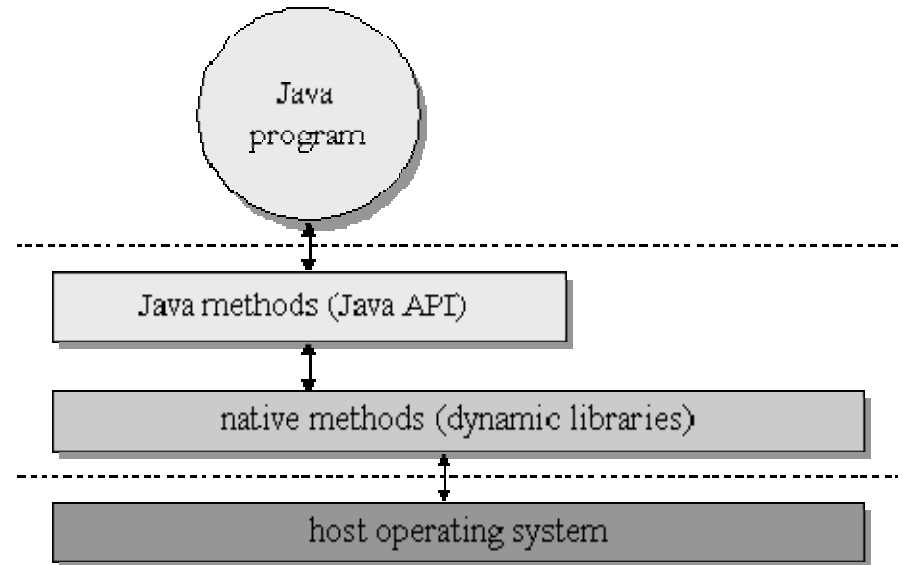 Java
program
Java methods (Java API)
native methods (dynamic libraries)
host operating system